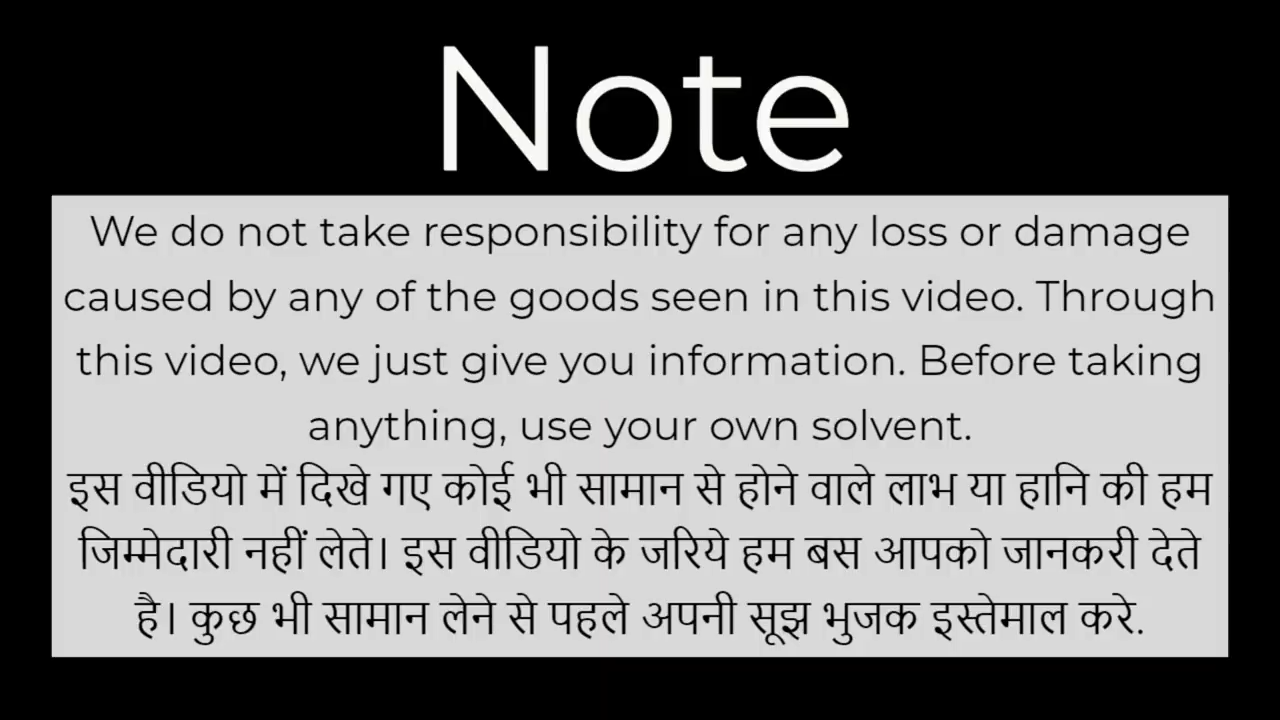 Note
We do not take responsibility for any loss or damage
caused by any of the goods seen in this video. Through
this video, we just give you information. Before taking
anything, use your own solvent.
इस वीडियो में दिखे गए कोई भी सामान से होने वाले लाभ या हानि की हम
जिम्मेदारी नहीं लेते। इस वीडियो के जरिये हम बस आपको जानकरी देते
है। कुछ भी सामान लेने से पहले अपनी सूझ भुजक इस्तेमाल करे.